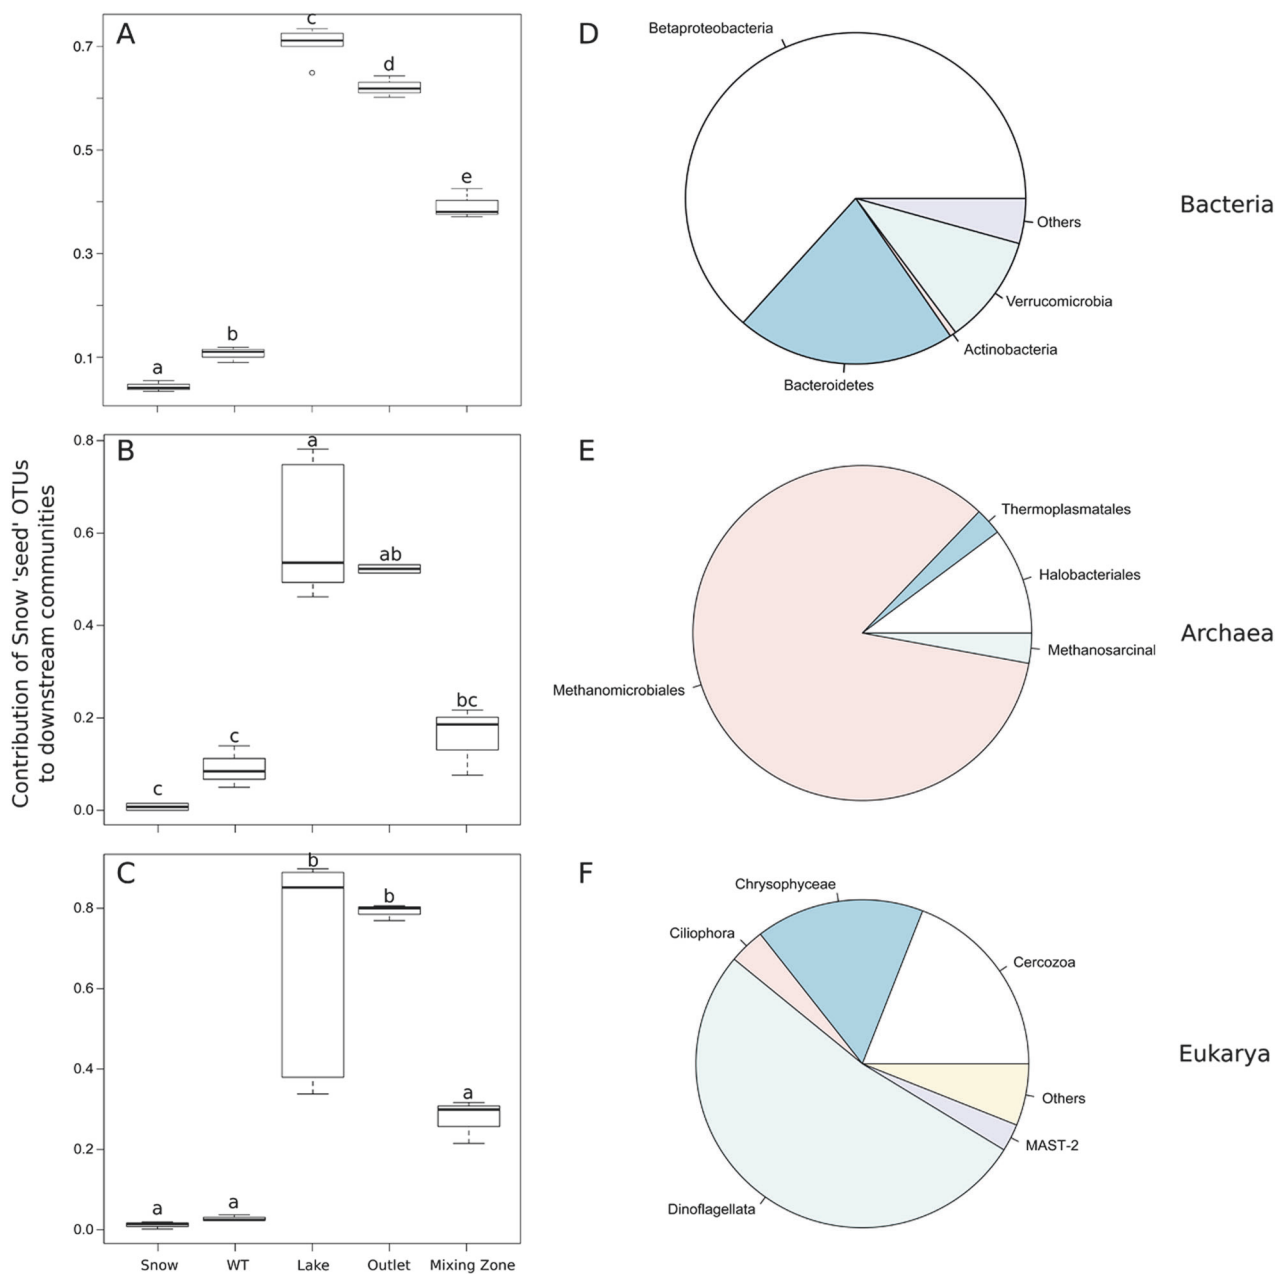 A
D
0.7
0.5
0.3
0.1
a
b
c
d
e
Betaproteobacteria
Others
Verrucomicrobia
Actinobacteria
Bacteroidetes
Bacteria
B
E
0.8
0.6
0.4
0.2
0.0
c
c
a
ab
bc
Thermoplasmatales
Halobacteriales
Methanosarcinal
Methanomicrobiales
Archaea
Contribution of Snow 'seed' OTUs
to downstream communities
C
F
0.8
0.6
0.4
0.2
0.0
a
a
b
b
a
Snow
WT
Lake
Outlet
Mixing Zone
Chrysophyceae
Ciliophora
Cercozoa
Others
MAST-2
Dinoflagellata
Eukarya